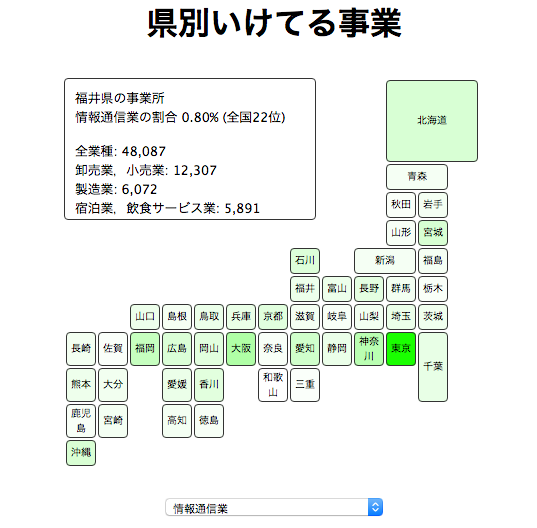 県別いけてる事業
福井県の事業所
情報通信業の割合 0.80% (全国22位)
全業種: 48,087
卸売業，小売業: 12,307
製造業: 6,072
宿泊業，飲食サービス業: 5,891
北海道
青森
秋田 岩手
山形 宮城
石川 新潟 福島
福井 富山 長野 群馬 栃木
山口 島根 鳥取 兵庫 京都 滋賀 岐阜 山梨 埼玉 茨城
長崎 佐賀 福岡 広島 岡山 大阪 奈良 愛知 静岡 神奈川 東京 千葉
熊本 大分 愛媛 香川 和歌山 三重
鹿児島 宮崎 高知 徳島
沖縄
情報通信業